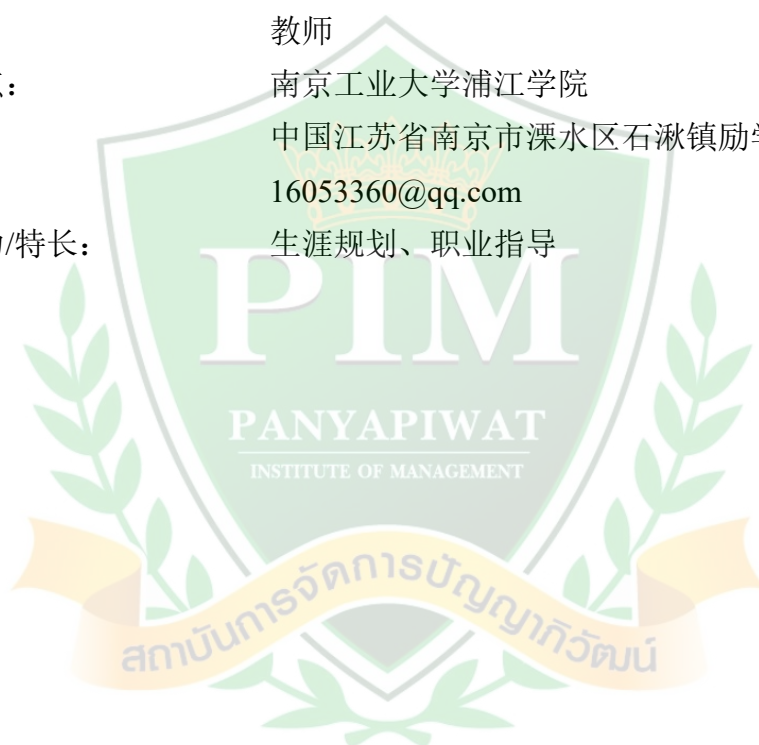 教师
点： 南京工业大学浦江学院
中国江苏省南京市溧水区石湫镇励学
16053360@qq.com
/特长： 生涯规划、职业指导
PIM
PANYAPIWAT
INSTITUTE OF MANAGEMENT
สถาบันการจัดการปัญญาภิวัฒน์